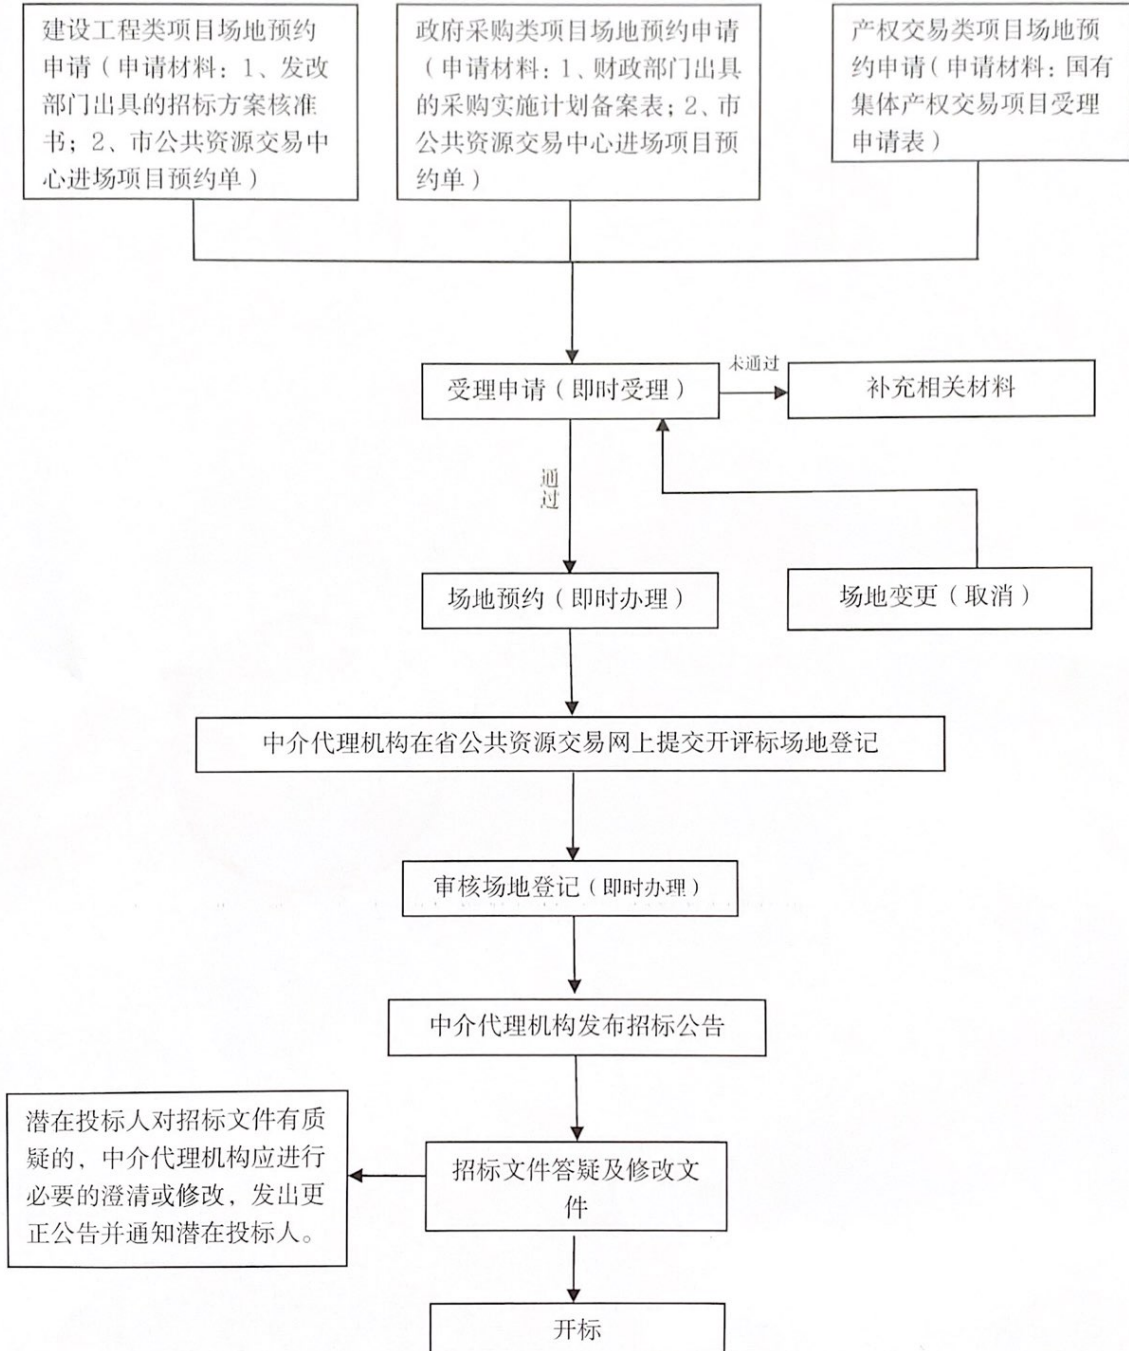 建设工程类项目场地预约
申请（申请材料：1、发改
部门出具的招标方案核准
书；2、市公共资源交易中
心进场项目预约单）
政府采购类项目场地预约申请
（申请材料：1、财政部门出具
的采购实施计划备案表；2、市
公共资源交易中心进场项目预
约单）
产权交易类项目场地预
约申请（申请材料：国有
集体产权交易项目受理
申请表）
受理申请（即时受理）
未通过
补充相关材料
通过
场地预约（即时办理）
场地变更（取消）
中介代理机构在省公共资源交易网上提交开评标场地登记
审核场地登记（即时办理）
中介代理机构发布招标公告
潜在投标人对招标文件有质
疑的，中介代理机构应进行
必要的澄清或修改，发出更
正公告并通知潜在投标人。
招标文件答疑及修改文
件
开标